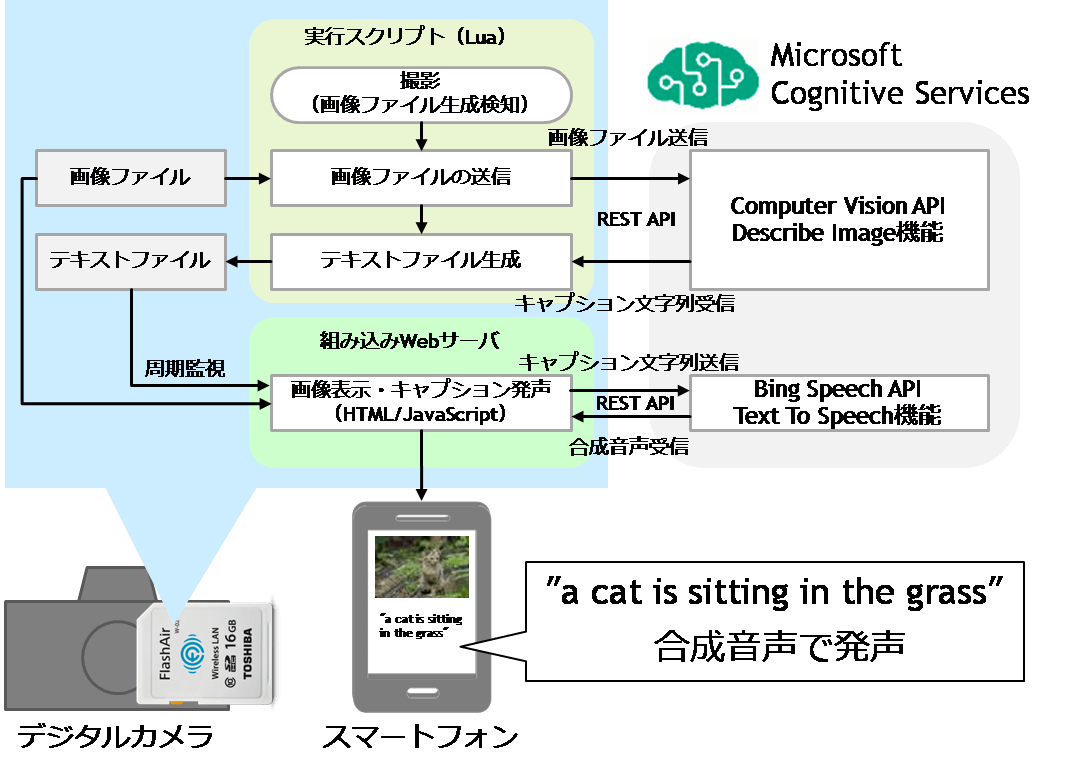 実行スクリプト（Lua）
撮影
（画像ファイル生成検知）
Microsoft
Cognitive Services
画像ファイル送信
画像ファイル
画像ファイルの送信
Computer Vision API
Describe Image機能
REST API
テキストファイル
テキストファイル生成
キャプション文字列受信
組み込みWebサーバ
キャプション文字列送信
周期監視
画像表示・キャプション発声
（HTML/JavaScript）
REST API
Bing Speech API
Text To Speech機能
合成音声受信
"a cat is sitting
in the grass"
"a cat is sitting in the grass"
合成音声で発声
FlashAir
W-02
Wireless LAN
16GB
TOSHIBA
デジタルカメラ
スマートフォン